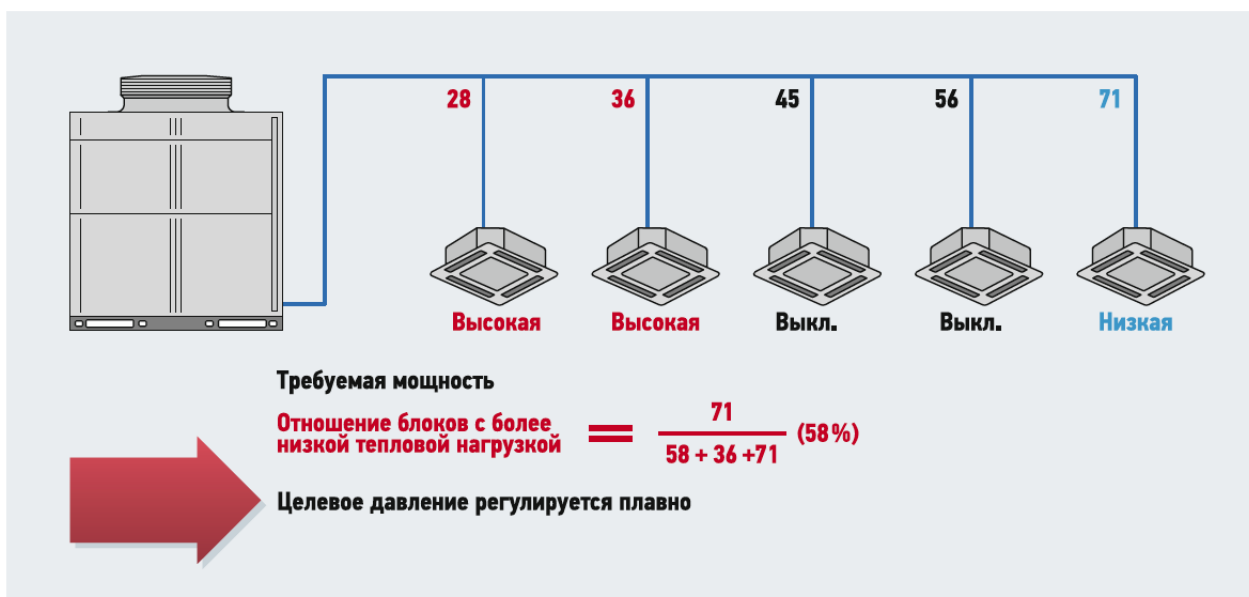 28 36 45 56 71
Высокая Высокая Выкл. Выкл. Низкая
Требуемая мощность
Отношение блоков с более
низкой тепловой нагрузкой
=
71
58 + 36 +71
(58%)
Целевое давление регулируется плавно